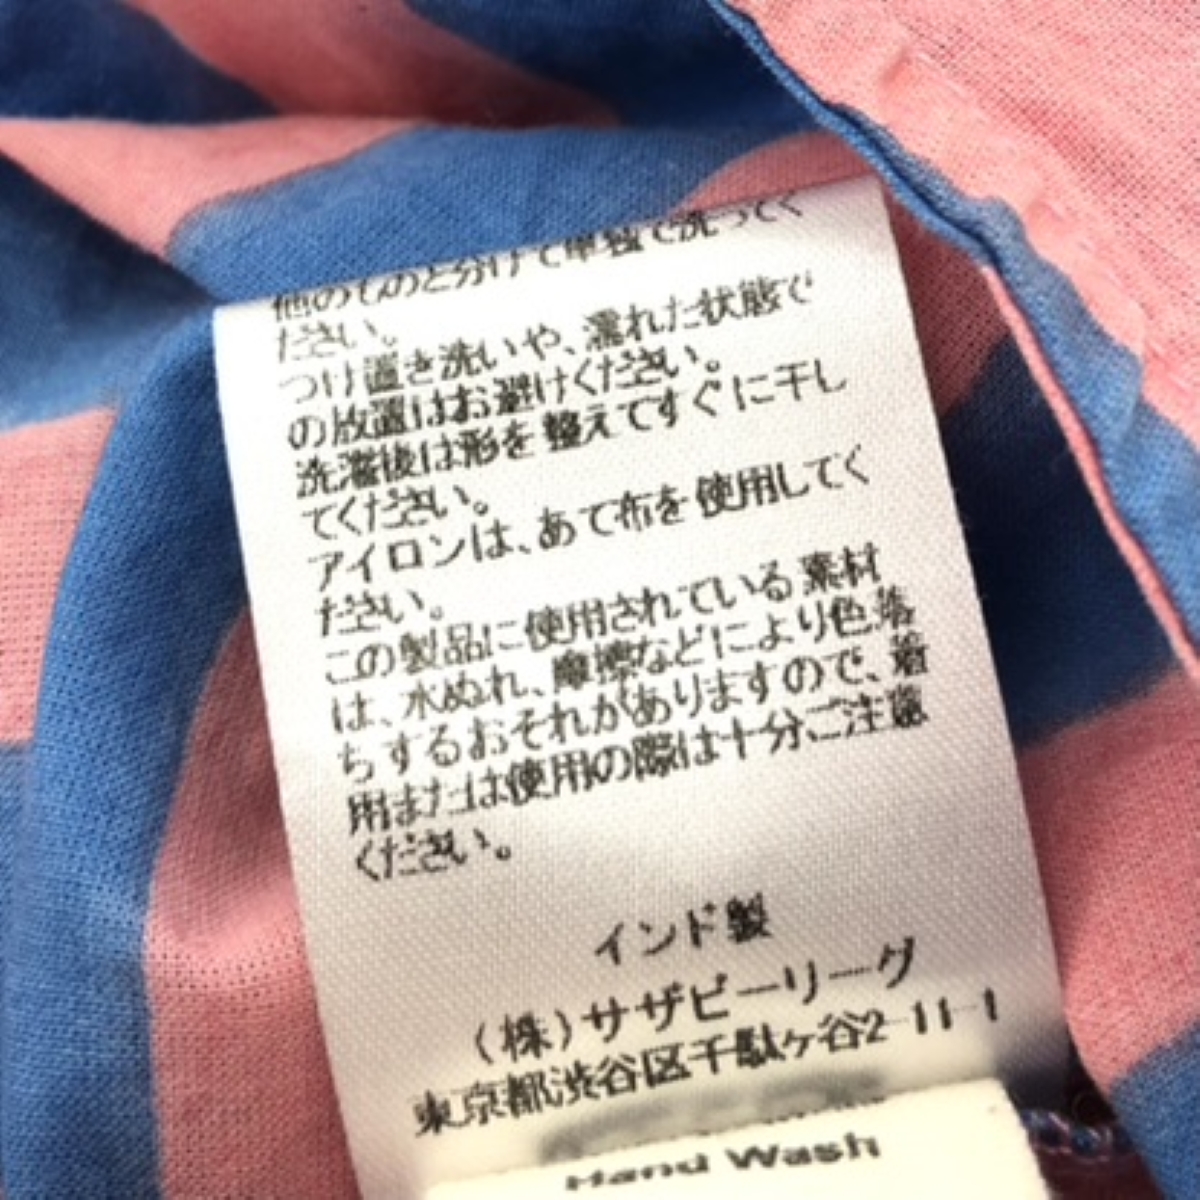 他のものと分けて単独で洗ってく
ださい。
つけ置き洗いや、濡れた状態で
の放置はお避けください。
洗濯後は形を整えてすぐに干し
てください。
アイロンは、あて布を使用してく
ださい。
この製品に使用されている素材
は、水ぬれ、摩擦などにより色落
ちするおそれがありますので、着
用または使用の際は十分ご注意
ください。
インド製
(株)サザビーリーグ
東京都渋谷区千駄ヶ谷2-11-1
Hand Wash